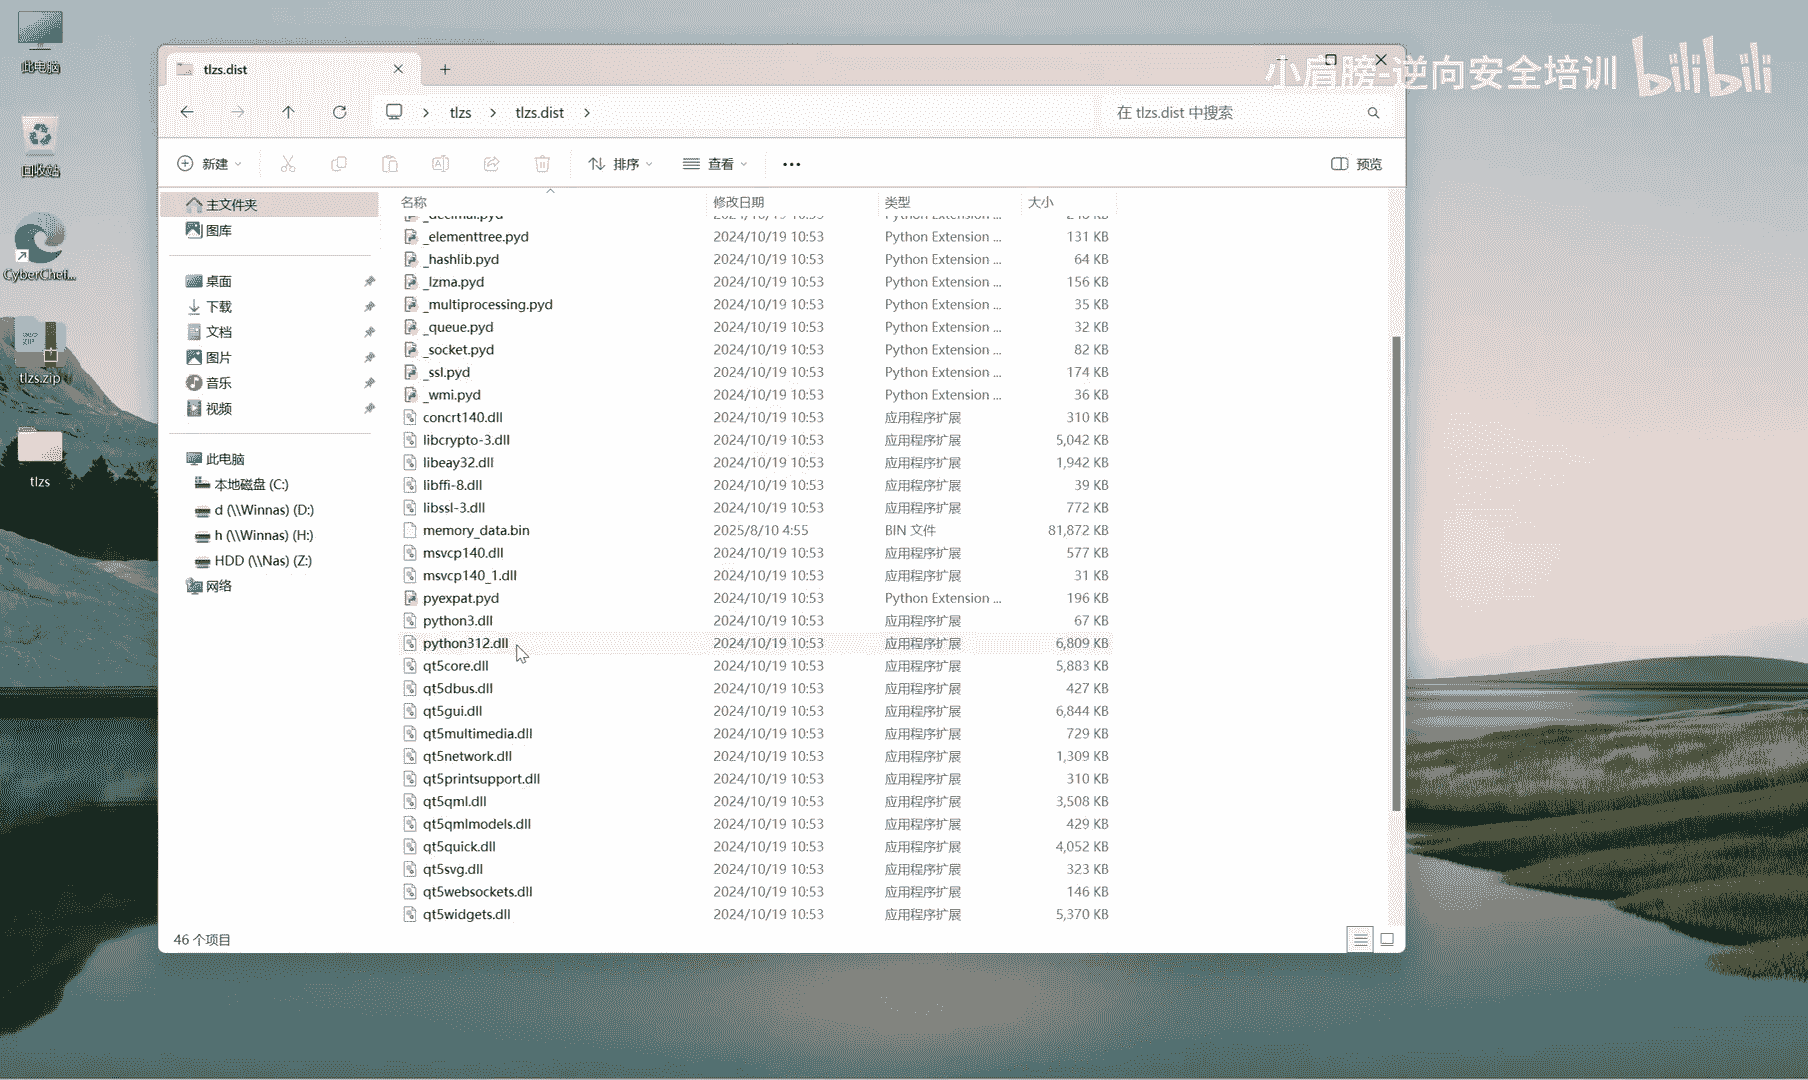 此电脑
回收站
CyberChef...
tlzs.zip
tlzs
小肩膀-逆向安全培训 bilibili
tlzs.dist
tlzs
tlzs.dist
在 tlzs.dist 中搜索
新建
排序
查看
预览
主文件夹
图库
桌面
下载
文档
图片
音乐
视频
此电脑
本地磁盘 (C:)
d (\\Winnas) (D:)
h (\\Winnas) (H:)
HDD (\\Nas) (Z:)
网络
名称 修改日期 类型 大小
_decimal.pyd 2024/10/19 10:53 Python Extension ...
_elementtree.pyd 2024/10/19 10:53 Python Extension ... 131 KB
_hashlib.pyd 2024/10/19 10:53 Python Extension ... 64 KB
_lzma.pyd 2024/10/19 10:53 Python Extension ... 156 KB
_multiprocessing.pyd 2024/10/19 10:53 Python Extension ... 35 KB
_queue.pyd 2024/10/19 10:53 Python Extension ... 32 KB
_socket.pyd 2024/10/19 10:53 Python Extension ... 82 KB
_ssl.pyd 2024/10/19 10:53 Python Extension ... 174 KB
_wmi.pyd 2024/10/19 10:53 Python Extension ... 36 KB
concrt140.dll 2024/10/19 10:53 应用程序扩展 310 KB
libcrypto-3.dll 2024/10/19 10:53 应用程序扩展 5,042 KB
libeay32.dll 2024/10/19 10:53 应用程序扩展 1,942 KB
libffi-8.dll 2024/10/19 10:53 应用程序扩展 39 KB
libssl-3.dll 2024/10/19 10:53 应用程序扩展 772 KB
memory_data.bin 2025/8/10 4:55 BIN 文件 81,872 KB
msvcp140.dll 2024/10/19 10:53 应用程序扩展 577 KB
msvcp140_1.dll 2024/10/19 10:53 应用程序扩展 31 KB
pyexpat.pyd 2024/10/19 10:53 Python Extension ... 196 KB
python3.dll 2024/10/19 10:53 应用程序扩展 67 KB
python312.dll 2024/10/19 10:53 应用程序扩展 6,809 KB
qt5core.dll 2024/10/19 10:53 应用程序扩展 5,883 KB
qt5dbus.dll 2024/10/19 10:53 应用程序扩展 427 KB
qt5gui.dll 2024/10/19 10:53 应用程序扩展 6,844 KB
qt5multimedia.dll 2024/10/19 10:53 应用程序扩展 729 KB
qt5network.dll 2024/10/19 10:53 应用程序扩展 1,309 KB
qt5printsupport.dll 2024/10/19 10:53 应用程序扩展 310 KB
qt5qml.dll 2024/10/19 10:53 应用程序扩展 3,508 KB
qt5qmlmodels.dll 2024/10/19 10:53 应用程序扩展 429 KB
qt5quick.dll 2024/10/19 10:53 应用程序扩展 4,052 KB
qt5svg.dll 2024/10/19 10:53 应用程序扩展 323 KB
qt5websockets.dll 2024/10/19 10:53 应用程序扩展 146 KB
qt5widgets.dll 2024/10/19 10:53 应用程序扩展 5,370 KB
46 个项目